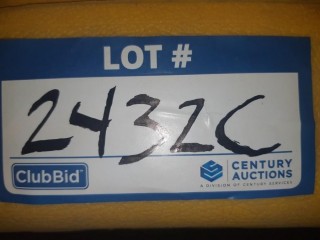 LOT #
2432C
ClubBid
CENTURY
AUCTIONS
A DIVISION OF CENTURY SERVICES